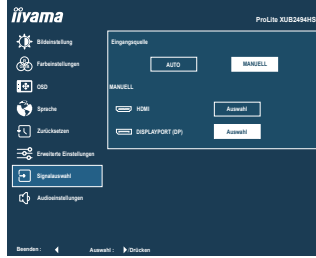 iiyama
ProLite XUB2494HS
Bildeinstellung
Farbeinstellungen
OSD
Sprache
Zurücksetzen
Erweiterte Einstellungen
Signalauswahl
Audioeinstellungen
Eingangsquelle
AUTO MANUELL
MANUELL
HDMI Auswahl
DISPLAYPORT (DP) Auswahl
Beenden : Auswahl : /Drücken